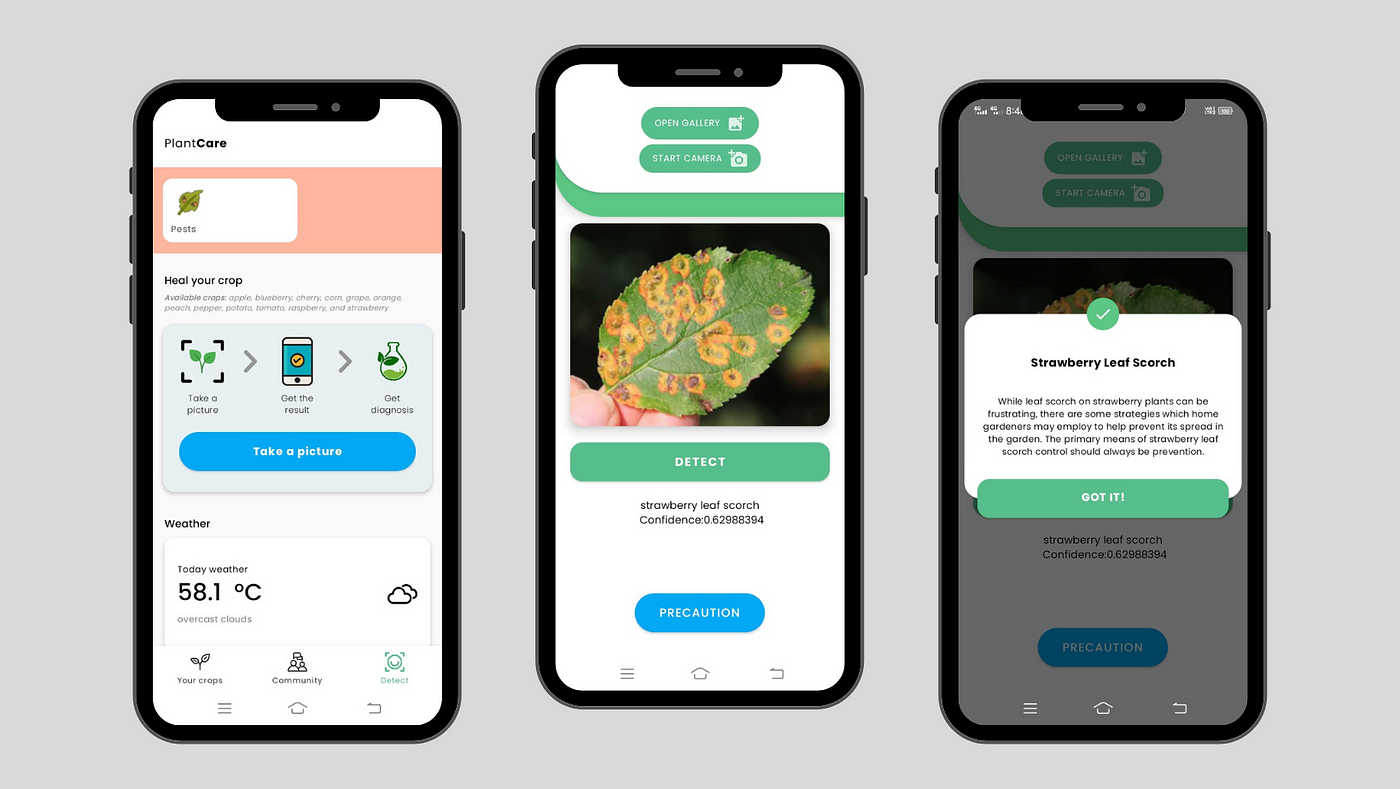 PlantCare
Pests
Heal your crop
Available crops: apple, blueberry, cherry, corn, grape, orange,
peach, pepper, potato, tomato, raspberry, and strawberry
Take a
picture
Get the
result
Get
diagnosis
Take a picture
Weather
Today weather
58.1 °C
overcast clouds
Your crops
Community
Detect
OPEN GALLERY
START CAMERA
DETECT
strawberry leaf scorch
Confidence:0.62988394
PRECAUTION
4G 4G 8:4
100
OPEN GALLERY
START CAMERA
Strawberry Leaf Scorch
While leaf scorch on strawberry plants can be
frustrating, there are some strategies which home
gardeners may employ to help prevent its spread in
the garden. The primary means of strawberry leaf
scorch control should always be prevention.
GOT IT!
strawberry leaf scorch
Confidence:0.62988394
PRECAUTION